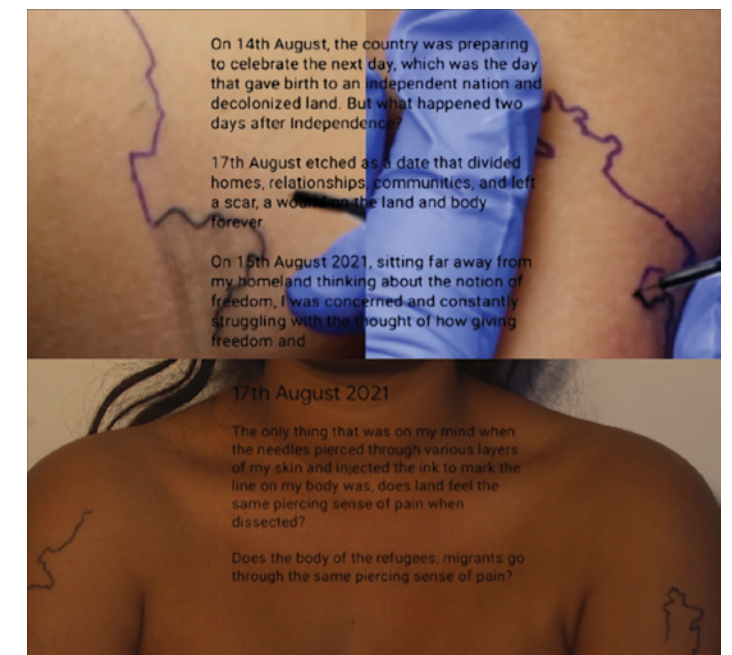 On 14th August, the country was preparing
to celebrate the next day, which was the day
that gave birth to an independent nation and
decolonized land. But what happened two
days after Independence?
17th August etched as a date that divided
homes, relationships, communities, and left
a scar, a wound on the land and body
forever.
On 15th August 2021, sitting far away from
my homeland thinking about the notion of
freedom, I was concerned and constantly
struggling with the thought of how giving
freedom and
17th August 2021
The only thing that was on my mind when
the needles pierced through various layers
of my skin and injected the ink to mark the
line on my body was, does land feel the
same piercing sense of pain when
dissected?
Does the body of the refugees, migrants go
through the same piercing sense of pain?